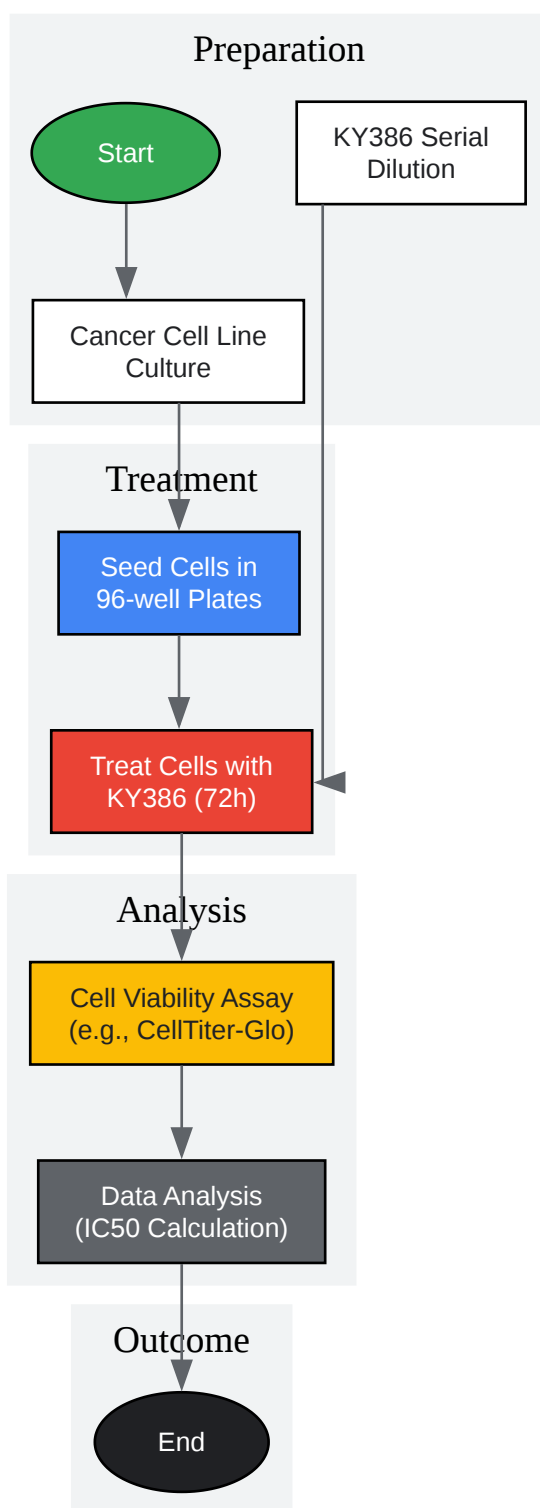 Preparation
Start
KY386 Serial
Dilution
Cancer Cell Line
Culture
Treatment
Seed Cells in
96-well Plates
Treat Cells with
KY386 (72h)
Analysis
Cell Viability Assay
(e.g., CellTiter-Glo)
Data Analysis
(IC50 Calculation)
Outcome
End